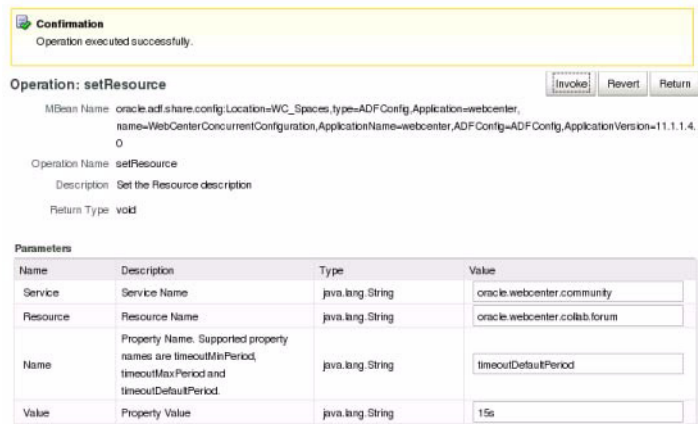 Confirmation
Operation executed successfully.
Operation: setResource
Invoke Revert Return
MBean Name oracle.adf.share.config:Location=WC_Spaces,type=ADFConfig,Application=webcenter,
name=WebCenterConcurrentConfiguration,ApplicationName=webcenter,ADFConfig=ADFConfig,ApplicationVersion=11.1.1.4.
0
Operation Name setResource
Description Set the Resource description
Return Type void
Parameters
Name Description Type Value
Service Service Name java.lang.String oracle.webcenter.community
Resource Resource Name java.lang.String oracle.webcenter.collab.forum
Property Name. Supported property
names are timeoutMinPeriod,
Name timeoutMaxPeriod and java.lang.String timeoutDefaultPeriod
timeoutDefaultPeriod.
Value Property Value java.lang.String 15s